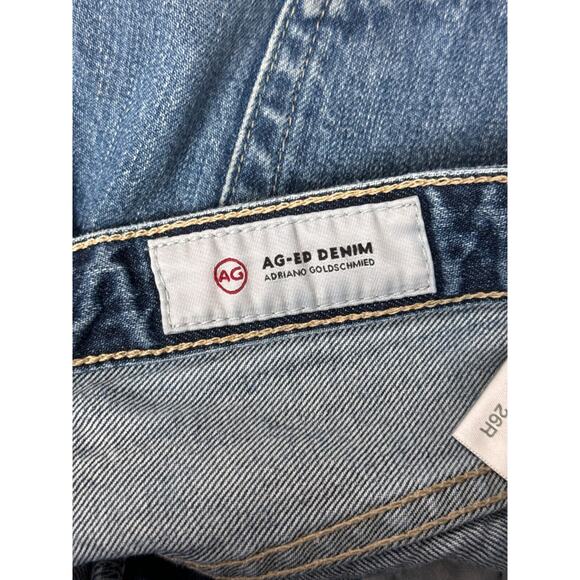 AG
AG-ED DENIM
ADRIANO GOLDSCHMIED
26R